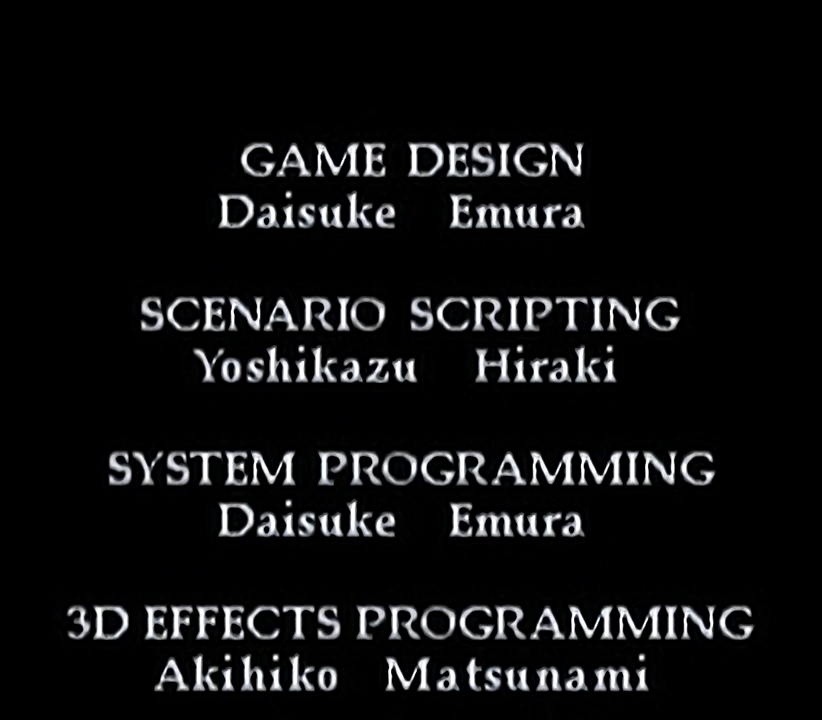 GAME DESIGN
Daisuke Emura
SCENARIO SCRIPTING
Yoshikazu Hiraki
SYSTEM PROGRAMMING
Daisuke Emura
3D EFFECTS PROGRAMMING
Akihiko Matsunami